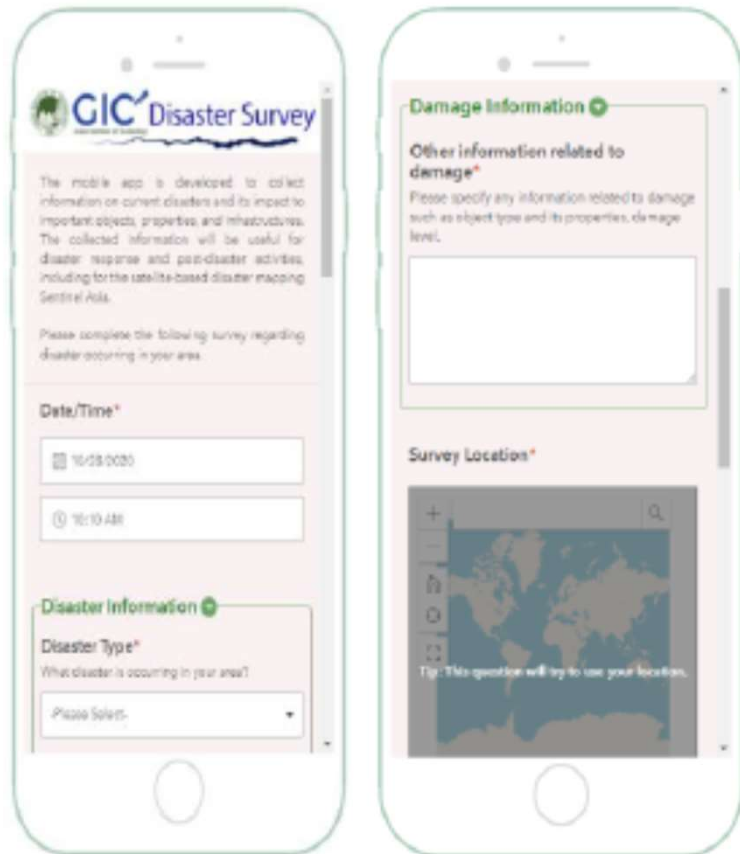 GIC Disaster Survey
The mobile app is developed to collect
information on current disasters and its impact to
important objects, properties, and infrastructures.
The collected information will be useful for
disaster response and post-disaster activities,
including for the satellite-based disaster mapping
Sentinel Asia.
Please complete the following survey regarding
disaster occurring in your area.
Date/Time*
10:10 AM
Disaster Information
Disaster Type*
What disaster is occurring in your area?
-Please Select-
Damage Information
Other information related to
damage*
Please specify any information related to damage
such as object type and its properties, damage
level.
Survey Location*
Tip: This question will try to use your location.